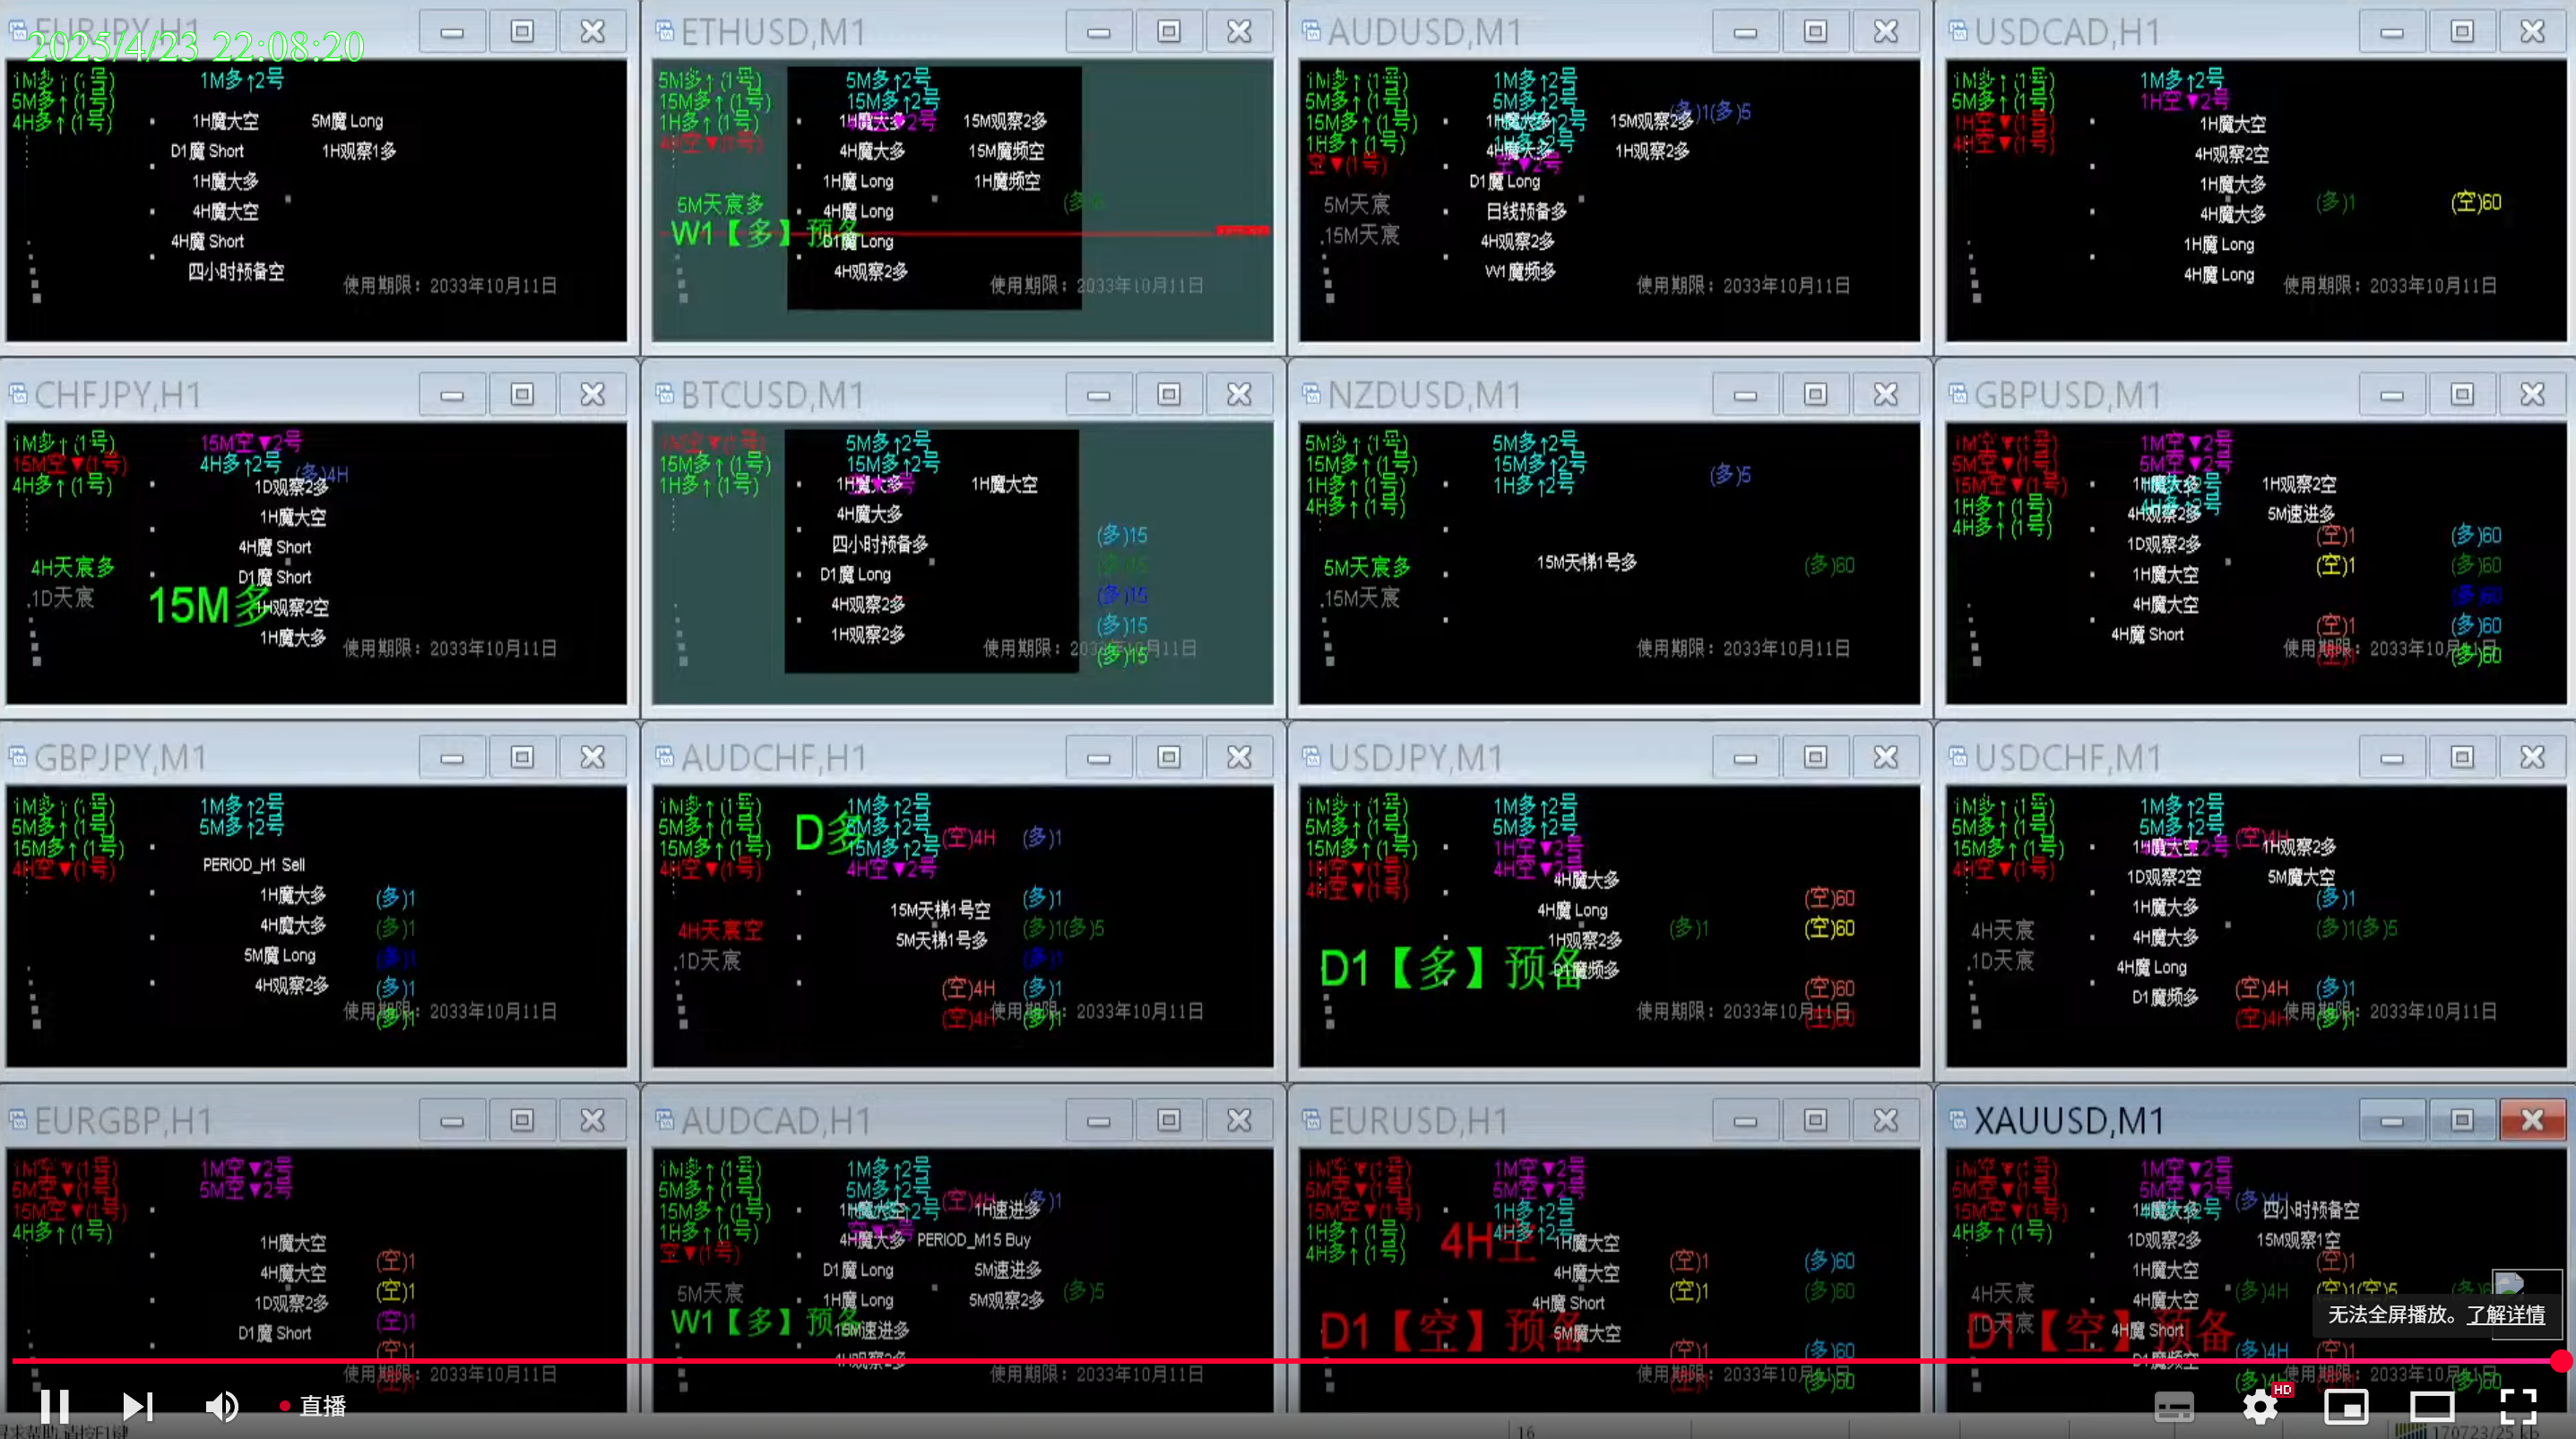 EURJPY,H1
2025/4/23 22:08:20
1M多↑(1号)
5M多↑(1号)
4H多↑(1号)
1M多↑2号
1H魔大空
5M魔 Long
D1魔 Short
1H观察1多
1H魔大多
4H魔大空
4H魔 Short
四小时预备空
使用期限：2033年10月11日
ETHUSD,M1
5M多↑(1号)
15M多↑(1号)
1H多↑(1号)
4H空▼(1号)
5M多↑2号
15M多↑2号
1H魔大多
15M观察2多
4H魔大多
15M魔频空
1H魔 Long
1H魔频空
5M天宸多
4H魔 Long
W1【多】预备
D1魔 Long
4H观察2多
使用期限：2033年10月11日
AUDUSD,M1
1M多↑(1号)
5M多↑(1号)
15M多↑(1号)
1H多↑(1号)
空▼(1号)
1M多↑2号
5M多↑2号
(多)1(多)5
1H魔大多
15M观察2多
4H魔大多
1H观察2多
空▼2号
D1魔 Long
5M天宸
日线预备多
15M天宸
4H观察2多
W1魔频多
使用期限：2033年10月11日
USDCAD,H1
1M多↑(1号)
5M多↑(1号)
1H空▼(1号)
4H空▼(1号)
1M多↑2号
1H空▼2号
1H魔大空
4H观察2空
1H魔大多
4H魔大多
(多)1
(空)60
1H魔 Long
4H魔 Long
使用期限：2033年10月11日
CHFJPY,H1
1M多↑(1号)
15M空▼(1号)
4H多↑(1号)
15M空▼2号
4H多↑2号
(多)4H
1D观察2多
1H魔大空
4H魔 Short
4H天宸多
D1魔 Short
1D天宸
15M多
1H观察2空
1H魔大多
使用期限：2033年10月11日
BTCUSD,M1
1M空▼(1号)
15M多↑(1号)
1H多↑(1号)
5M多↑2号
15M多↑2号
1H魔大多
1H魔大空
4H魔大多
四小时预备多
(多)15
D1魔 Long
(多)15
4H观察2多
(多)15
1H观察2多
(多)15
(多)15
使用期限：2033年10月11日
NZDUSD,M1
5M多↑(1号)
15M多↑(1号)
1H多↑(1号)
4H多↑(1号)
5M多↑2号
15M多↑2号
1H多↑2号
(多)5
5M天宸多
15M天梯1号多
(多)60
15M天宸
使用期限：2033年10月11日
GBPUSD,M1
1M空▼(1号)
5M空▼(1号)
15M空▼(1号)
1H多↑(1号)
4H多↑(1号)
1M空▼2号
5M空▼2号
1H魔大多
1H观察2空
4H观察2多
5M速进多
1D观察2多
(空)1
(多)60
1H魔大空
(空)1
(多)60
4H魔大空
(多)60
4H魔 Short
(空)1
(多)60
(空)1
(多)60
使用期限：2033年10月11日
GBPJPY,M1
1M多↑(1号)
5M多↑(1号)
15M多↑(1号)
4H空▼(1号)
1M多↑2号
5M多↑2号
PERIOD_H1 Sell
1H魔大多
(多)1
4H魔大多
(多)1
5M魔 Long
(多)1
4H观察2多
(多)1
(多)1
使用期限：2033年10月11日
AUDCHF,H1
1M多↑(1号)
5M多↑(1号)
15M多↑(1号)
4H空▼(1号)
D多
1M多↑2号
5M多↑2号
15M多↑2号
4H空▼2号
(空)4H
(多)1
15M天梯1号空
(多)1
4H天宸空
5M天梯1号多
(多)1(多)5
1D天宸
(多)1
(空)4H
(多)1
(空)4H
(多)1
使用期限：2033年10月11日
USDJPY,M1
1M多↑(1号)
5M多↑(1号)
15M多↑(1号)
1H空▼(1号)
4H空▼(1号)
1M多↑2号
5M多↑2号
1H空▼2号
4H空▼2号
4H魔大多
4H魔 Long
(空)60
1H观察2多
(多)1
(空)60
D1【多】预备
D1魔频多
(空)60
(空)60
使用期限：2033年10月11日
USDCHF,M1
1M多↑(1号)
5M多↑(1号)
15M多↑(1号)
4H空▼(1号)
1M多↑2号
5M多↑2号
(空)4H
1H魔大空
1H观察2多
1D观察2空
5M魔大空
1H魔大多
(多)1
4H天宸
4H魔大多
(多)1(多)5
1D天宸
4H魔 Long
D1魔频多
(空)4H
(多)1
(空)4H
(多)1
使用期限：2033年10月11日
EURGBP,H1
1M空▼(1号)
5M空▼(1号)
15M空▼(1号)
4H多↑(1号)
1M空▼2号
5M空▼2号
1H魔大空
(空)1
4H魔大空
(空)1
1D观察2多
(空)1
D1魔 Short
(空)1
使用期限：2033年10月11日
AUDCAD,H1
1M多↑(1号)
5M多↑(1号)
15M多↑(1号)
1H多↑(1号)
空▼(1号)
1M多↑2号
5M多↑2号
(空)4H
(多)1
1H速进多
4H魔大多
PERIOD_M15 Buy
D1魔 Long
5M速进多
5M天宸
1H魔 Long
5M观察2多
(多)5
W1【多】预备
15M速进多
4H观察2多
使用期限：2033年10月11日
EURUSD,H1
1M空▼(1号)
5M空▼(1号)
15M空▼(1号)
1H多↑(1号)
4H多↑(1号)
1M空▼2号
5M空▼2号
1H多↑2号
4H多↑2号
4H空
1H魔大空
(空)1
(多)60
4H魔大空
(空)1
(多)60
4H魔 Short
D1【空】预备
5M魔大空
(空)1
(多)60
(空)1
(多)60
使用期限：2033年10月11日
XAUUSD,M1
1M空▼(1号)
5M空▼(1号)
15M空▼(1号)
4H多↑(1号)
1M空▼2号
5M空▼2号
(多)4H
1H魔大多
四小时预备空
1D观察2多
15M观察1空
1H魔大空
(空)1
4H天宸
4H魔大空
(多)4H
(空)1(空)5
1D天宸
D1【空】预备
4H魔 Short
D1魔频空
(多)4H
(空)1
使用期限：2033年10月11日
无法全屏播放。了解详情
直播
HD
寻求帮助,请按F1键
16
170723/25 kb